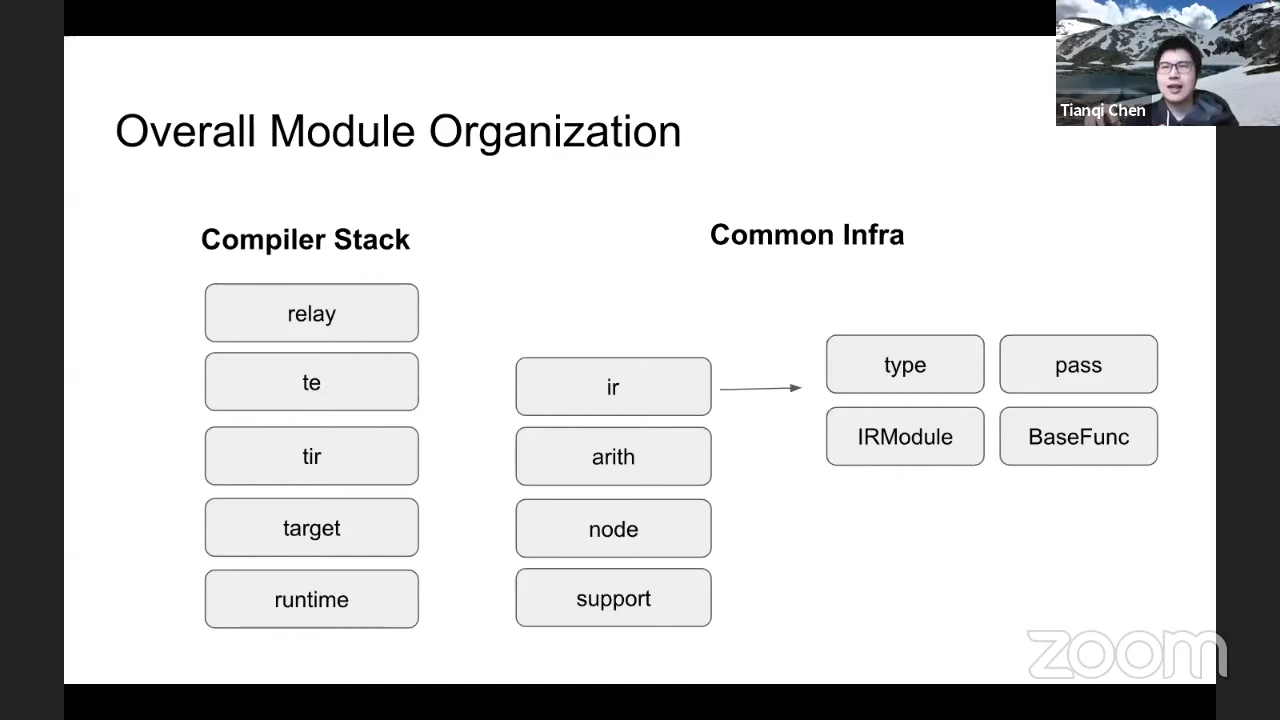 Tianqi Chen
Overall Module Organization
Compiler Stack
relay
te
tir
target
runtime
Common Infra
ir
arith
node
support
type
pass
IRModule
BaseFunc
zoom